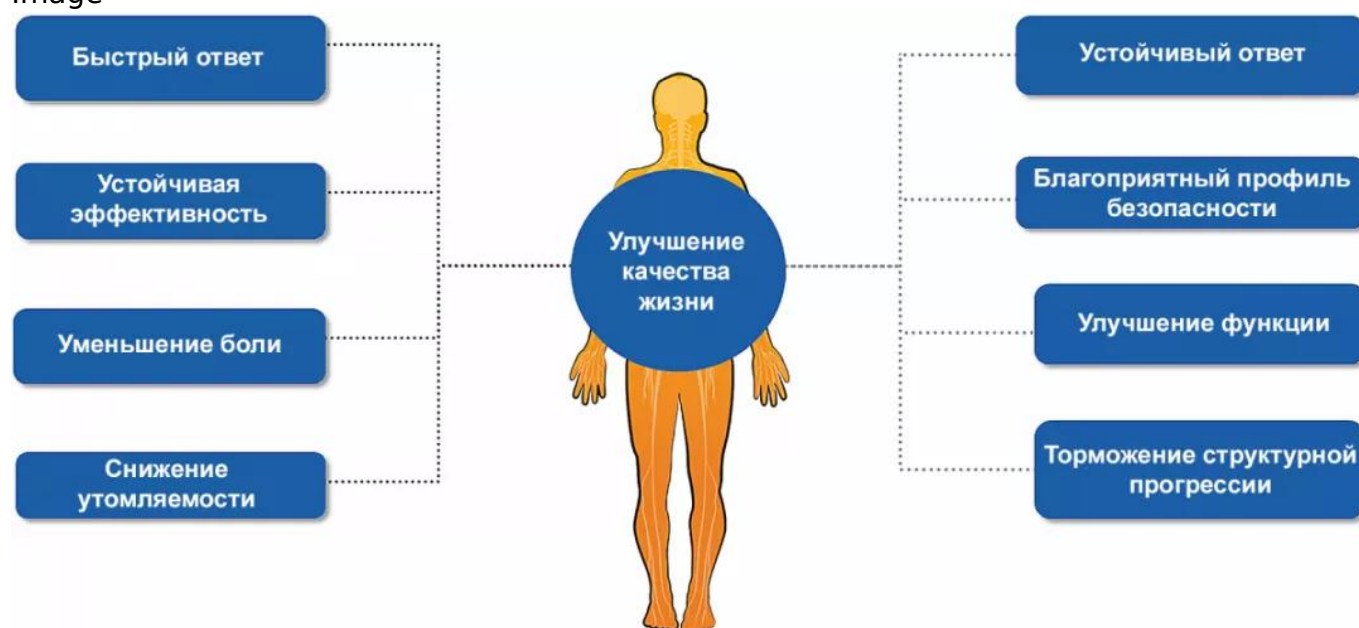 Image
Быстрый ответ
Устойчивая
эффективность
Уменьшение боли
Снижение
утомляемости
Улучшение
качества
жизни
Устойчивый ответ
Благоприятный профиль
безопасности
Улучшение функции
Торможение структурной
прогрессии